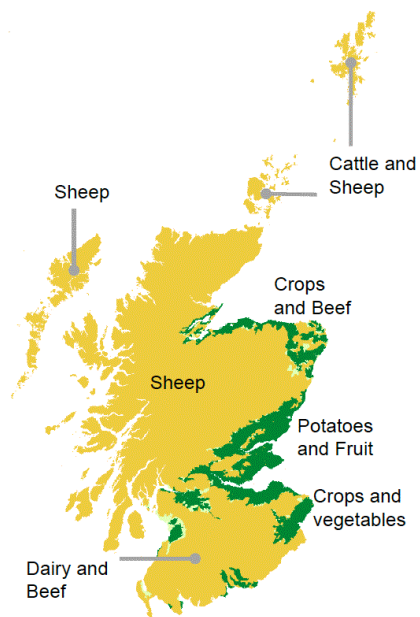 Cattle and
Sheep
Sheep
Crops
and Beef
Sheep
Potatoes
and Fruit
Crops and
vegetables
Dairy and
Beef